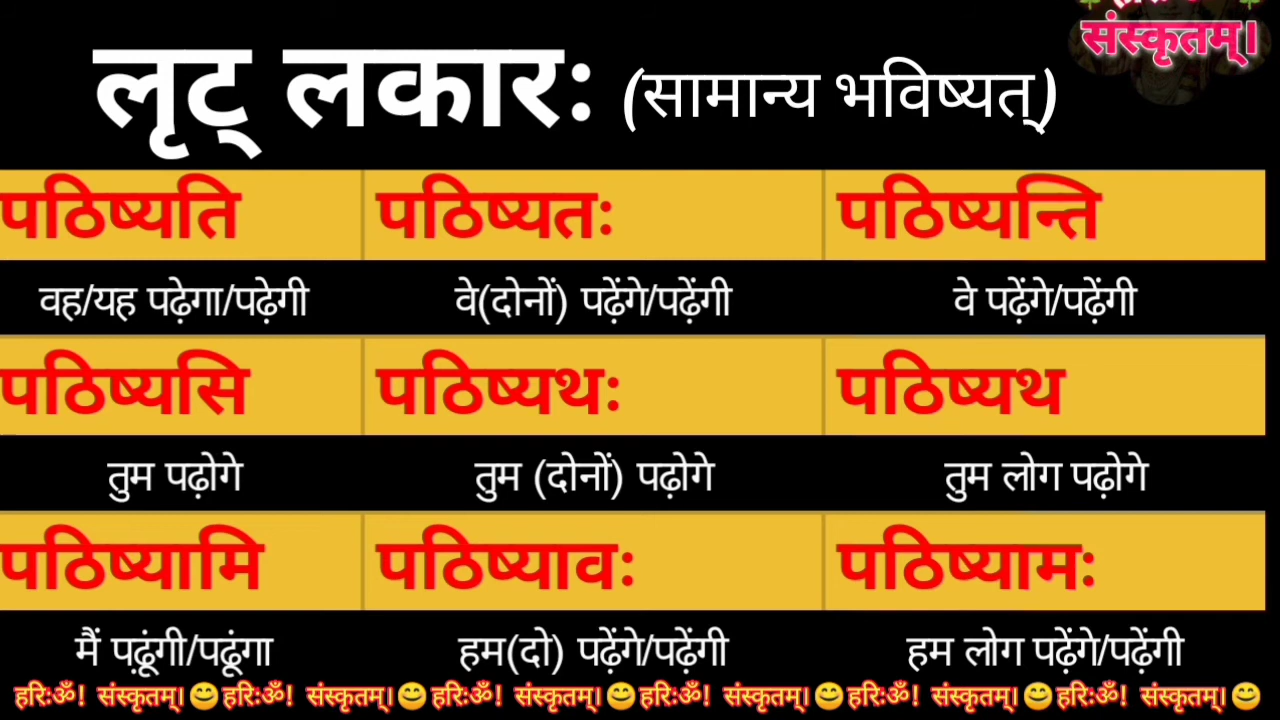 संस्कृतम्।
लृट् लकारः (सामान्य भविष्यत्)
पठिष्यति पठिष्यतः पठिष्यन्ति
वह/यह पढ़ेगा/पढ़ेगी वे(दोनों) पढ़ेंगे/पढ़ेंगी वे पढ़ेंगे/पढ़ेंगी
पठिष्यसि पठिष्यथः पठिष्यथ
तुम पढ़ोगे तुम (दोनों) पढ़ोगे तुम लोग पढ़ोगे
पठिष्यामि पठिष्यावः पठिष्यामः
मैं पढ़ूंगी/पढूंगा हम(दो) पढ़ेंगे/पढ़ेंगी हम लोग पढ़ेंगे/पढ़ेंगी
हरि:ॐ! संस्कृतम्।😊हरि:ॐ! संस्कृतम्।😊हरि:ॐ! संस्कृतम्।😊हरि:ॐ! संस्कृतम्।😊हरि:ॐ! संस्कृतम्।😊हरि:ॐ! संस्कृतम्।😊